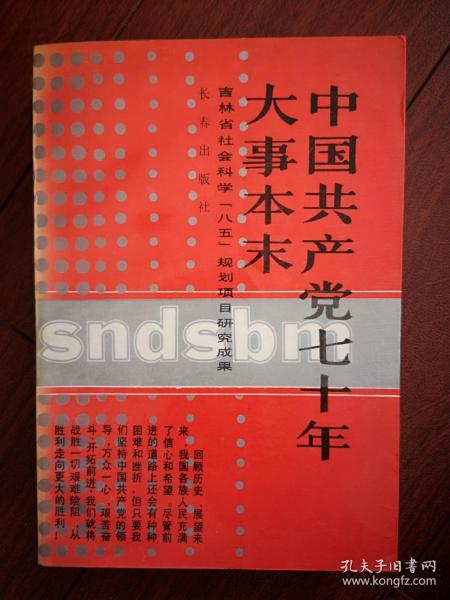 中国共产党七十年
大事本末
吉林省社会科学「八五」规划项目研究成果
长春出版社
sndsbm
回顾历史、展望未
来,我国各族人民充满
了信心和希望。尽管前
进的道路上还会有种种
困难和挫折,但只要我
们坚持中国共产党的领
导,万众一心、艰苦奋
斗,开拓前进,我们就将
战胜一切艰难险阻,从
胜利走向更大的胜利!
孔夫子旧书网
www.kongfz.com